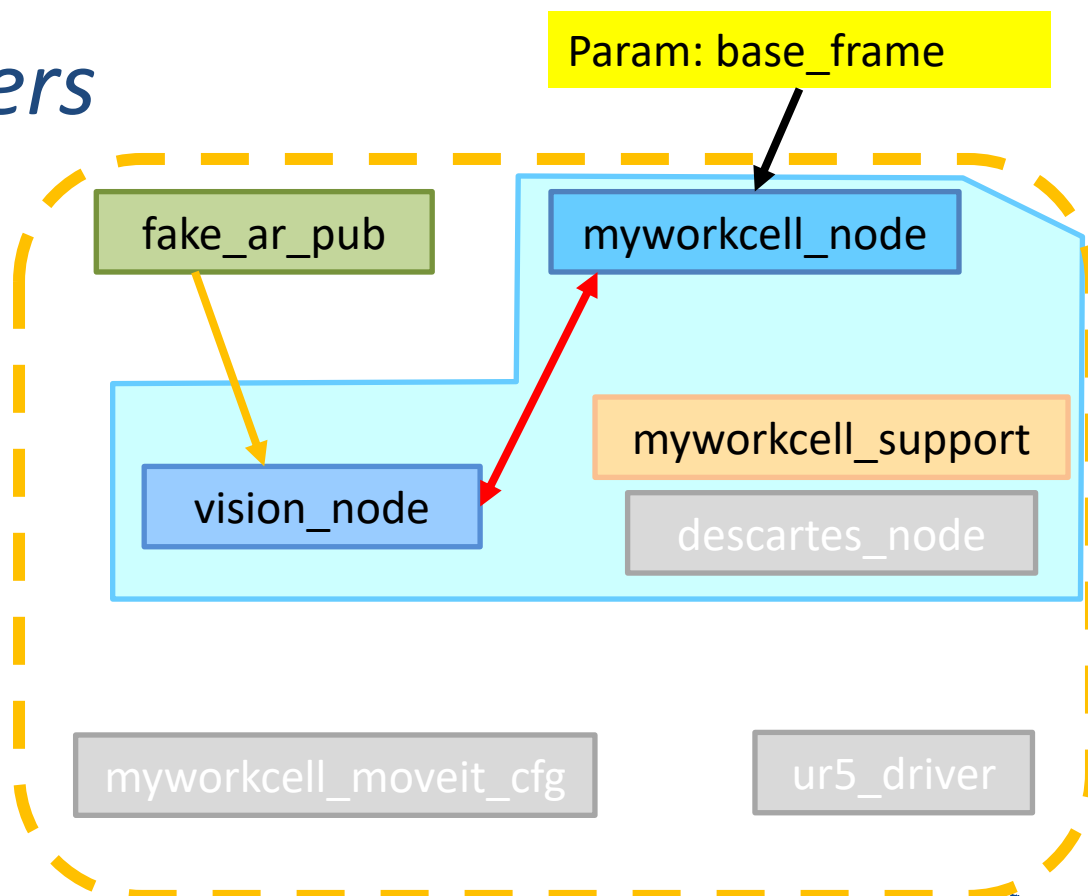 ers
Param: base_frame
fake_ar_pub
myworkcell_node
myworkcell_support
vision_node
descartes_node
myworkcell_moveit_cfg
ur5_driver